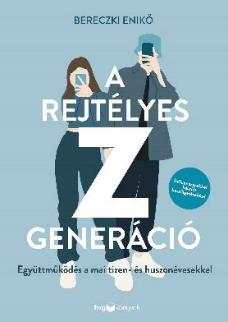 BERECZKI ENIKŐ
A
REJTÉLYES
Z
GENERÁCIÓ
Együttműködés a mai tizen- és huszonévesekkel